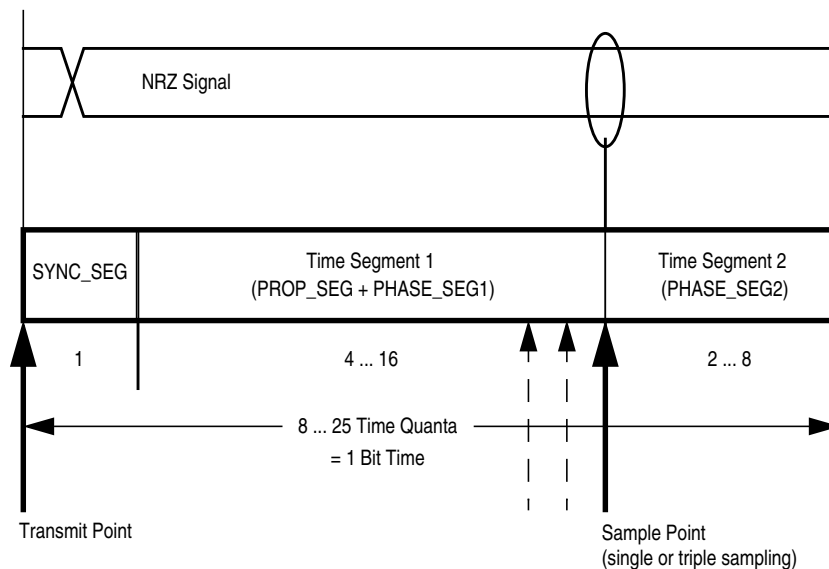 NRZ Signal
SYNC_SEG
Time Segment 1
(PROP_SEG + PHASE_SEG1)
Time Segment 2
(PHASE_SEG2)
1
4 ... 16
2 ... 8
8 ... 25 Time Quanta
= 1 Bit Time
Transmit Point
Sample Point
(single or triple sampling)